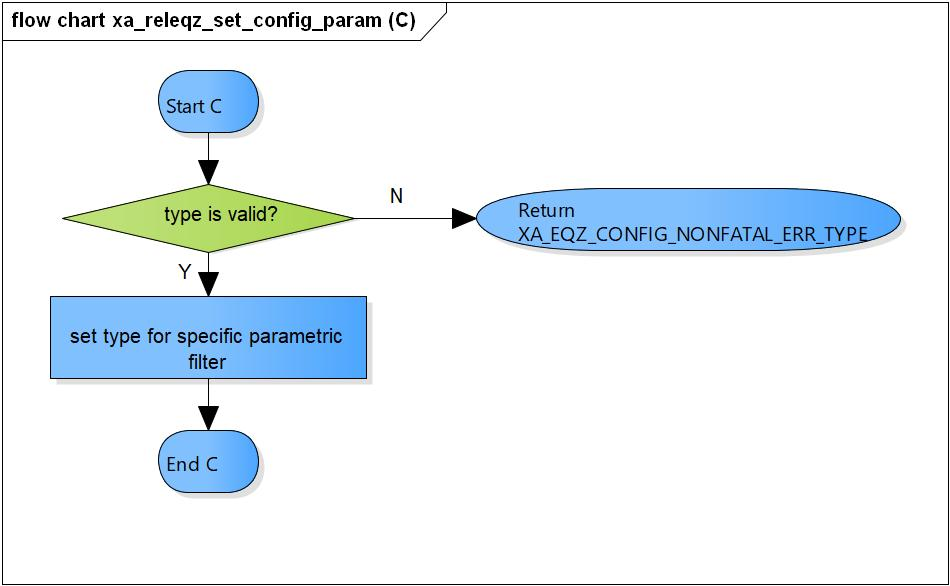 flow chart xa_releqz_set_config_param (C)
Start C
type is valid?
N
Return
XA_EQZ_CONFIG_NONFATAL_ERR_TYPE
Y
set type for specific parametric
filter
End C